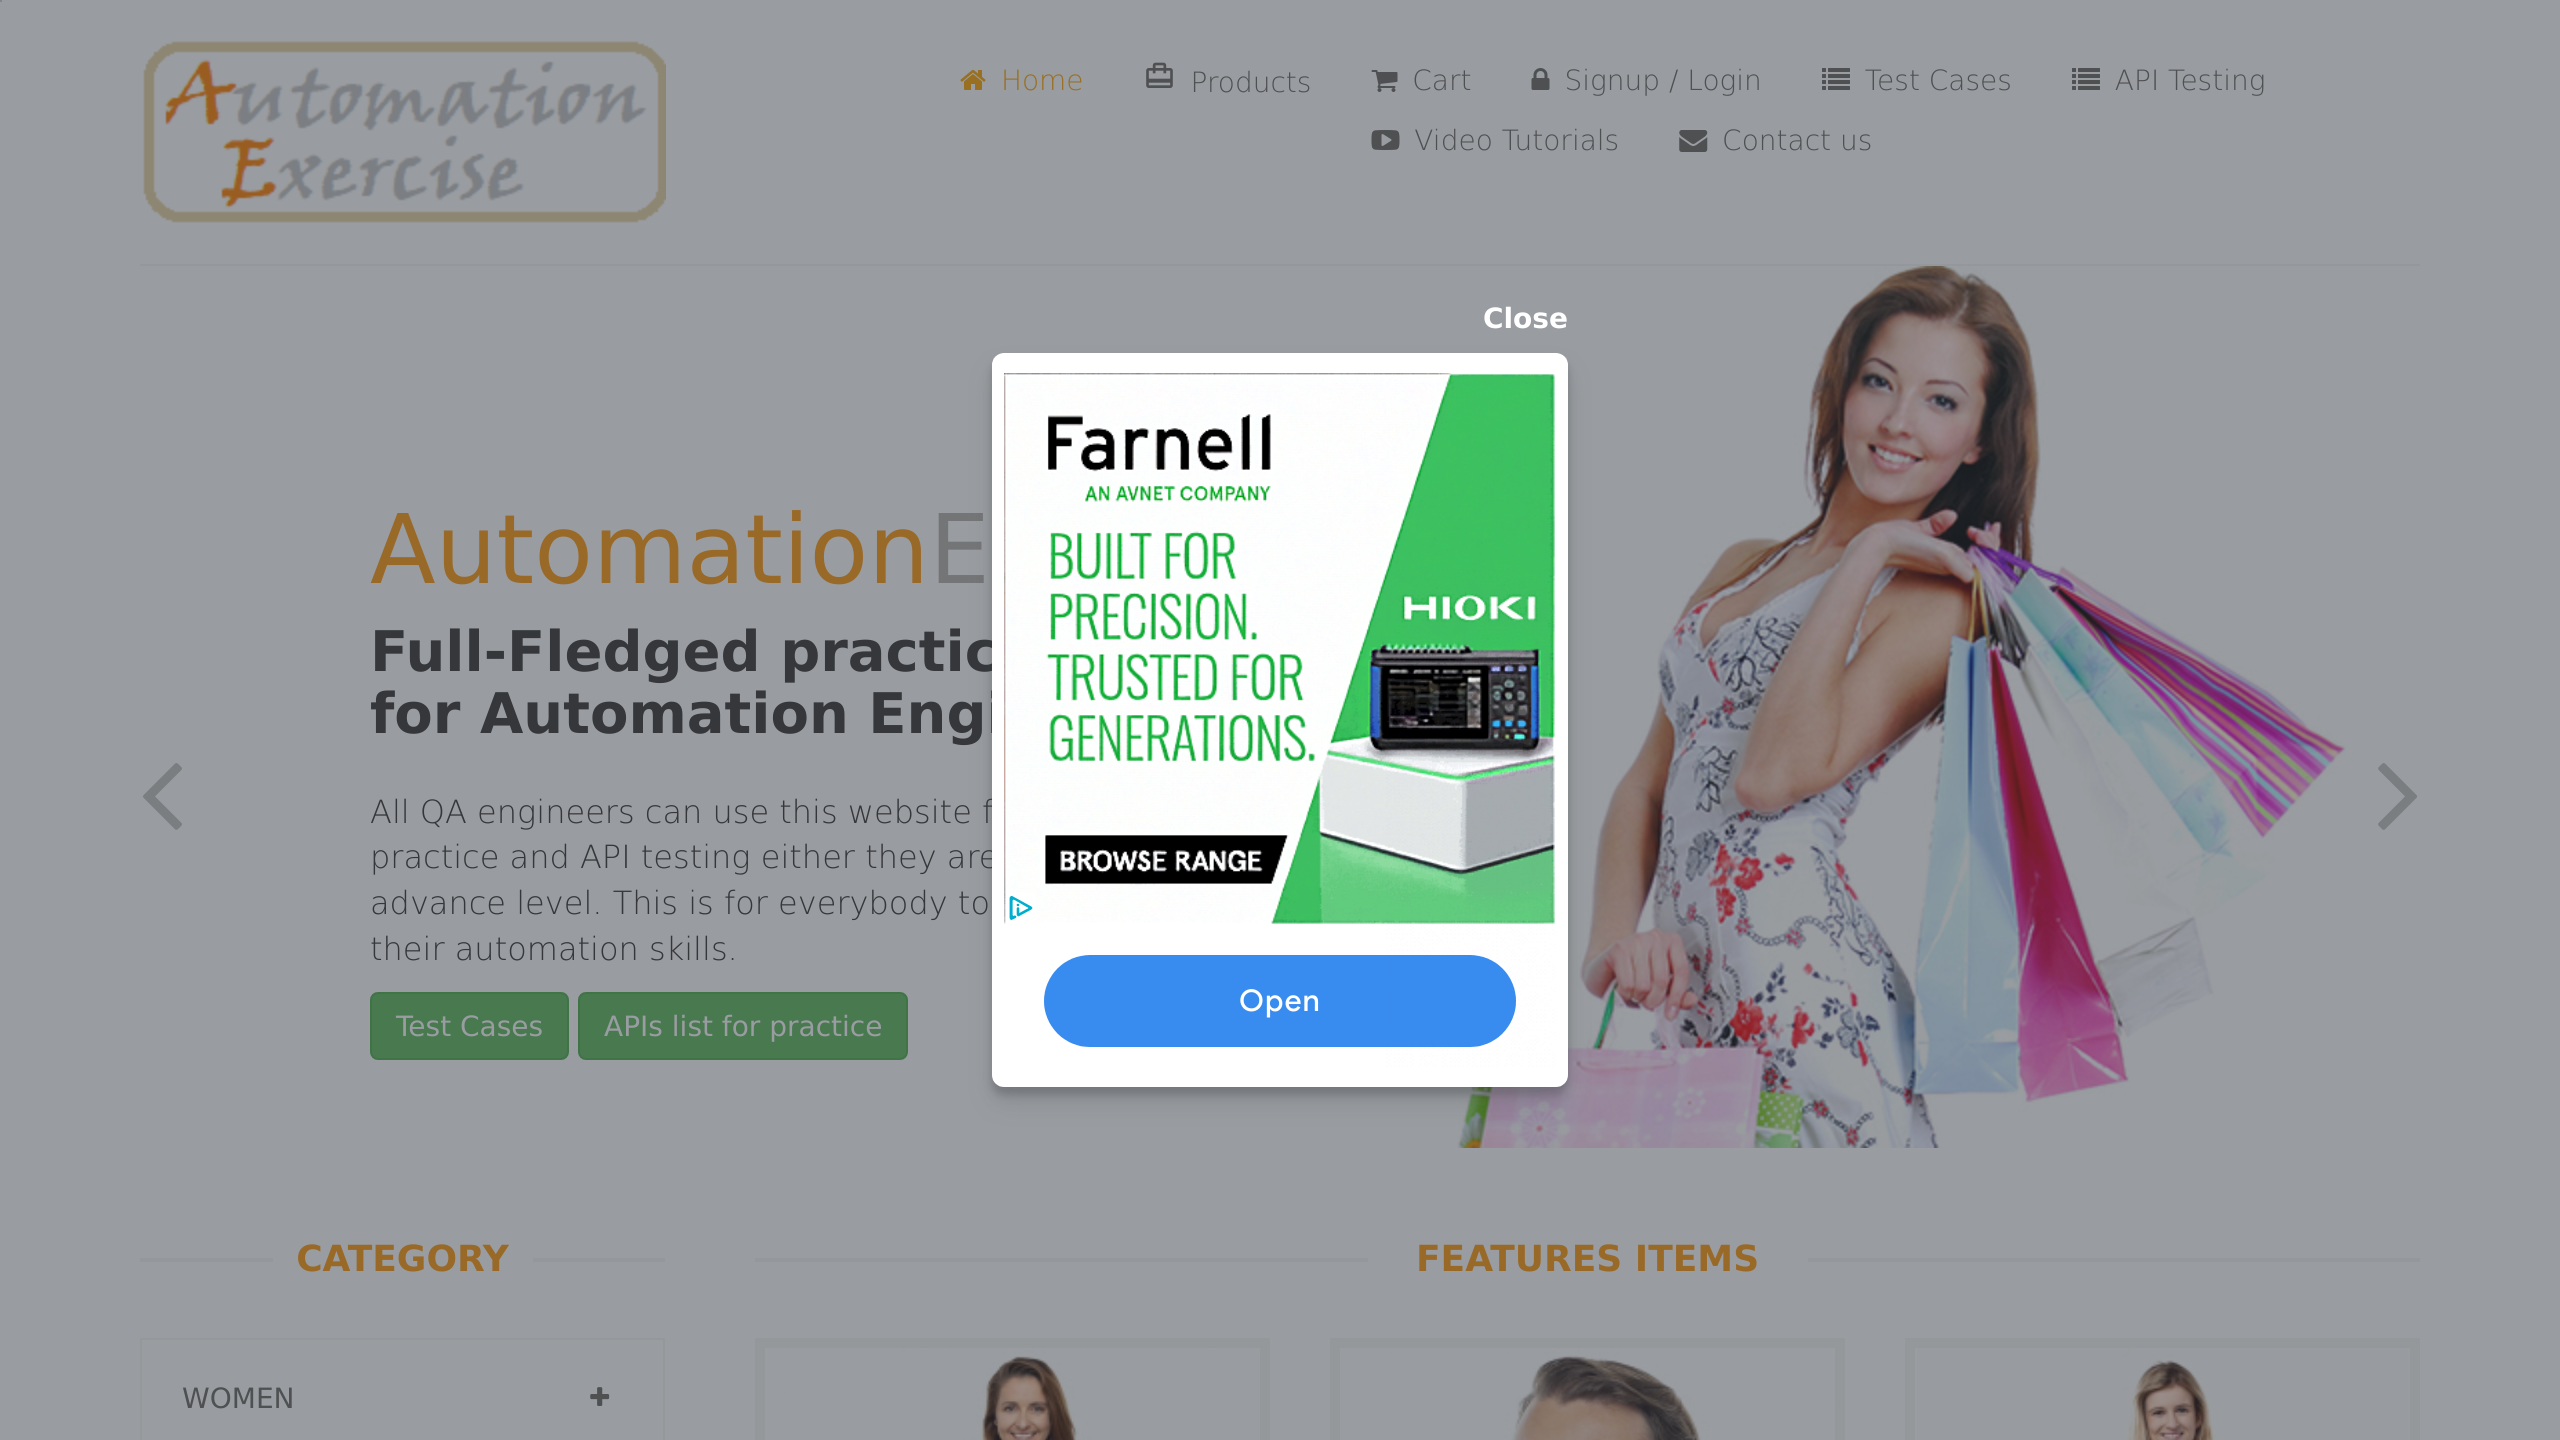 Automation
Exercise
Home
Products
Cart
Signup / Login
Test Cases
API Testing
Video Tutorials
Contact us
Close
AutomationE
Full-Fledged practic
for Automation Engi
All QA engineers can use this website f
practice and API testing either they are
advance level. This is for everybody to
their automation skills.
Test Cases
APIs list for practice
Farnell
AN AVNET COMPANY
BUILT FOR
PRECISION.
TRUSTED FOR
GENERATIONS.
HIOKI
BROWSE RANGE
Open
CATEGORY
FEATURES ITEMS
WOMEN